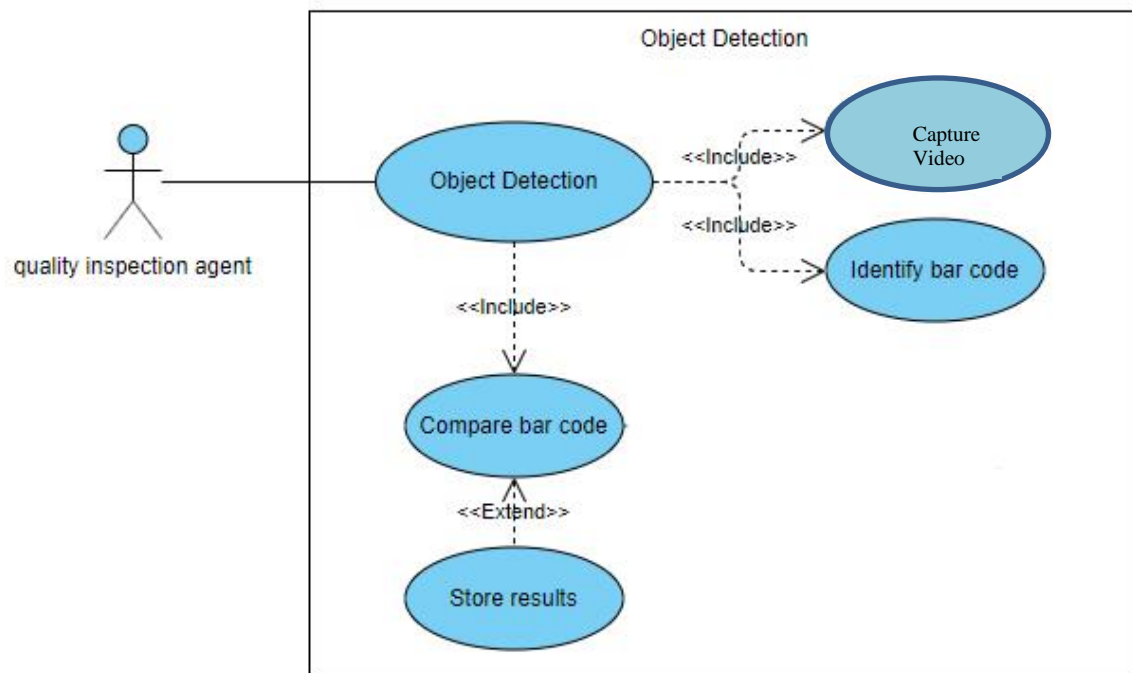 Object Detection
Capture
Video
<<Include>>
Object Detection
<<Include>>
Identify bar code
quality inspection agent
<<Include>>
Compare bar code
<<Extend>>
Store results